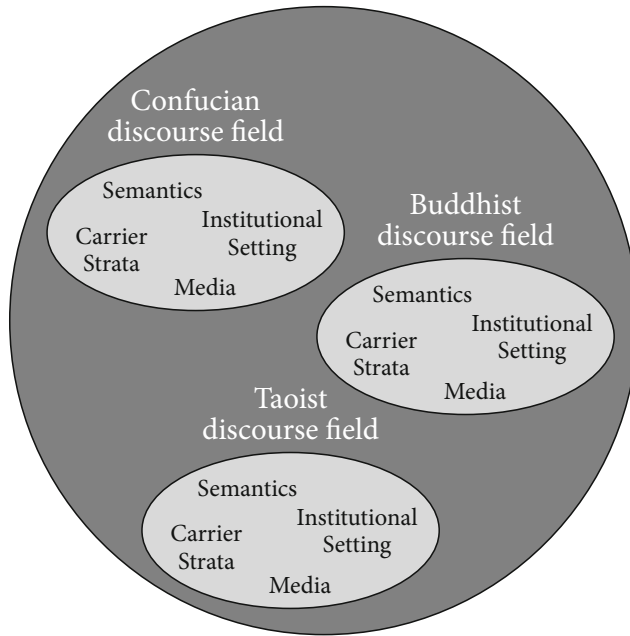 Confucian
discourse field
Semantics
Institutional
Setting
Carrier
Strata
Media
Buddhist
discourse field
Semantics
Institutional
Setting
Carrier
Strata
Media
Taoist
discourse field
Semantics
Institutional
Setting
Carrier
Strata
Media